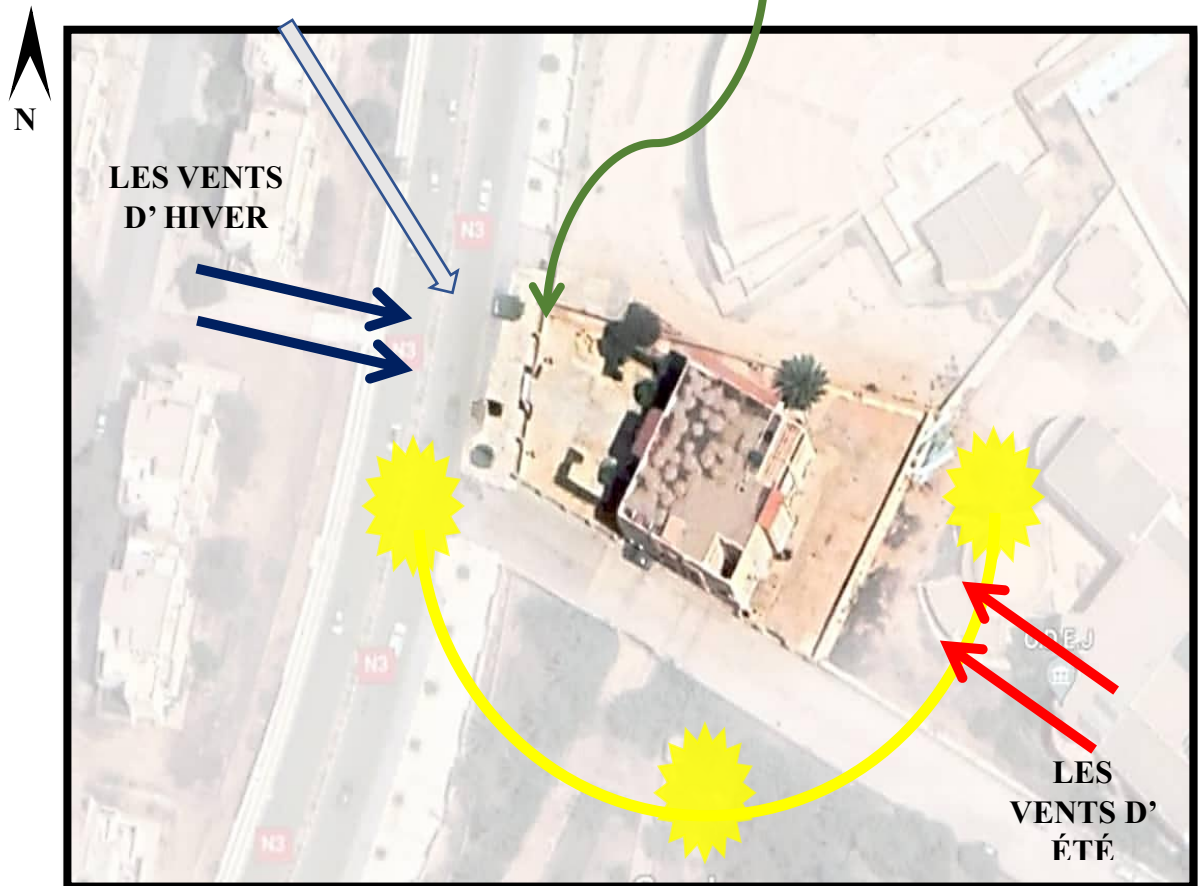 N
LES VENTS
D' HIVER
N3
N3
C.D.E.J
N3
LES
VENTS D'
ÉTÉ
N3